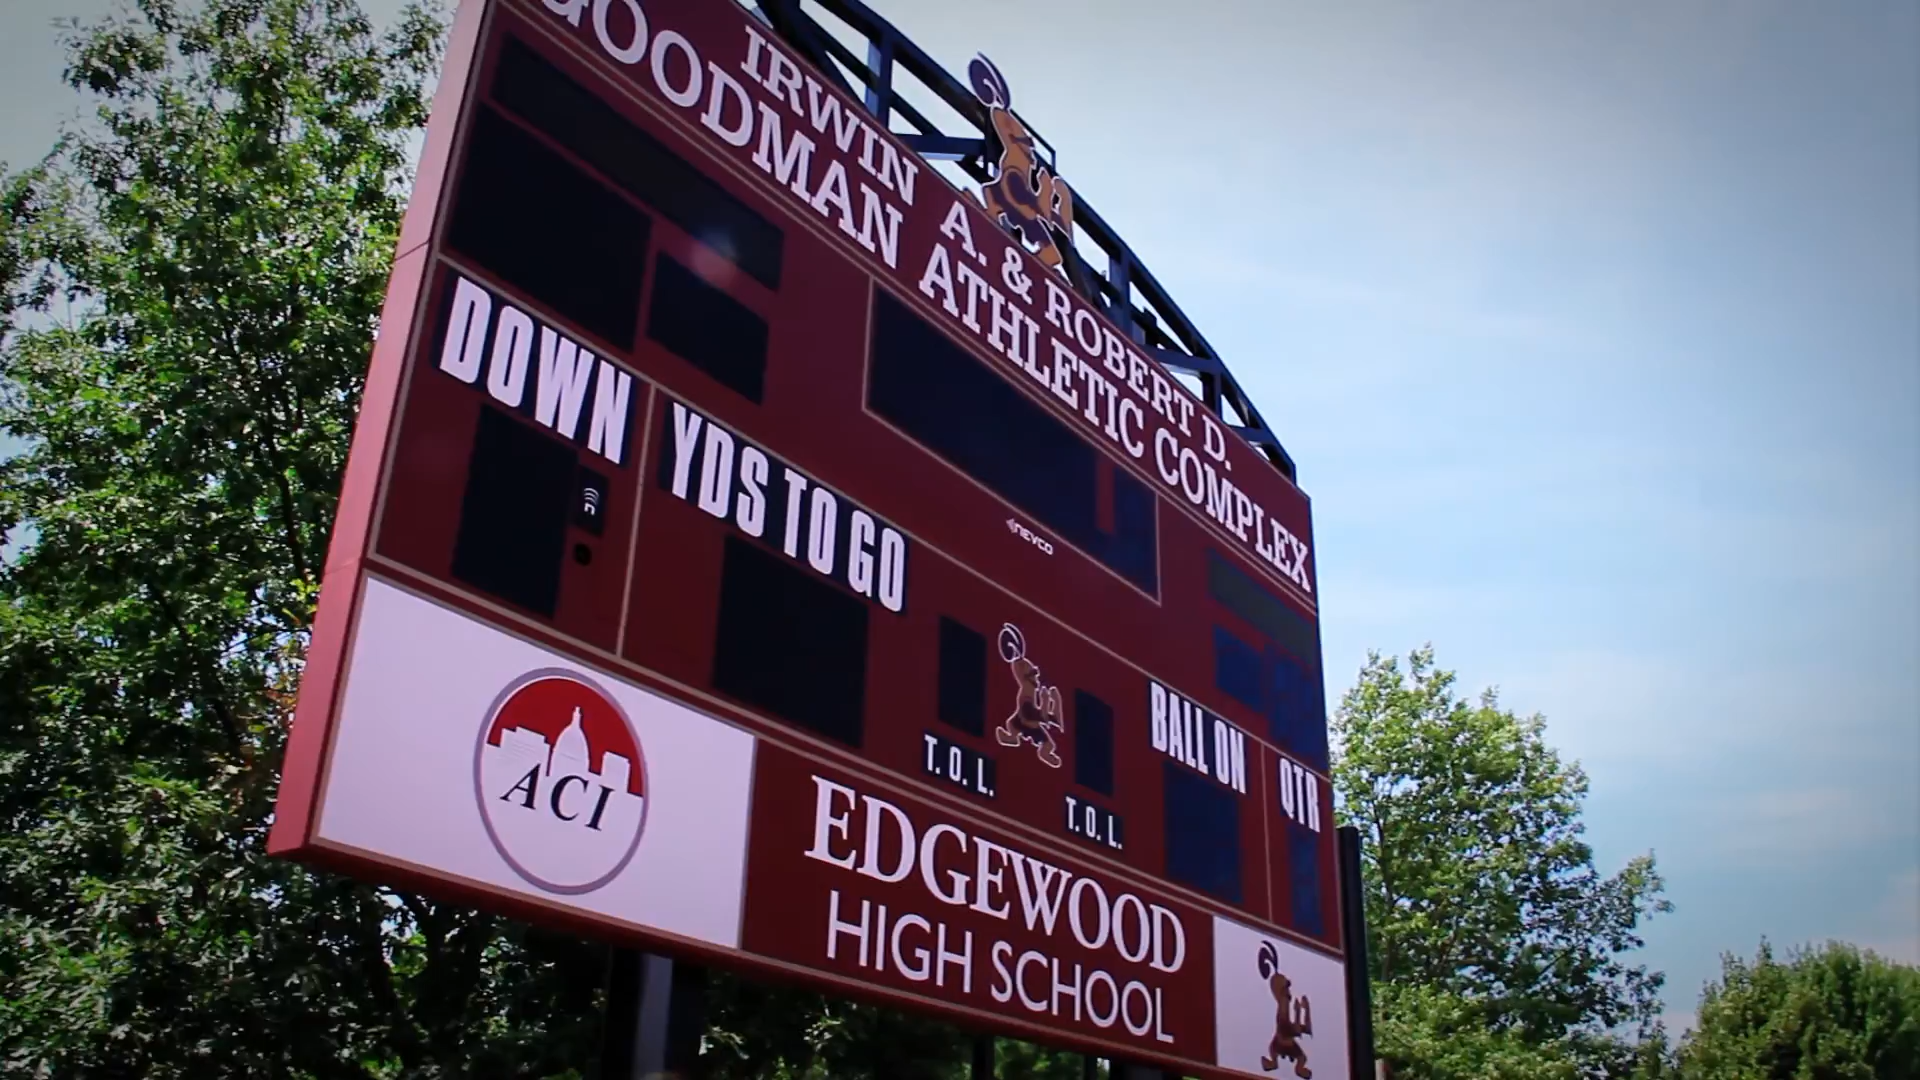 IRWIN A. & ROBERT D.
GOODMAN ATHLETIC COMPLEX
DOWN
YDS TO GO
NEVCO
T. O. L.
T. O. L.
BALL ON
QTR
ACI
EDGEWOOD
HIGH SCHOOL